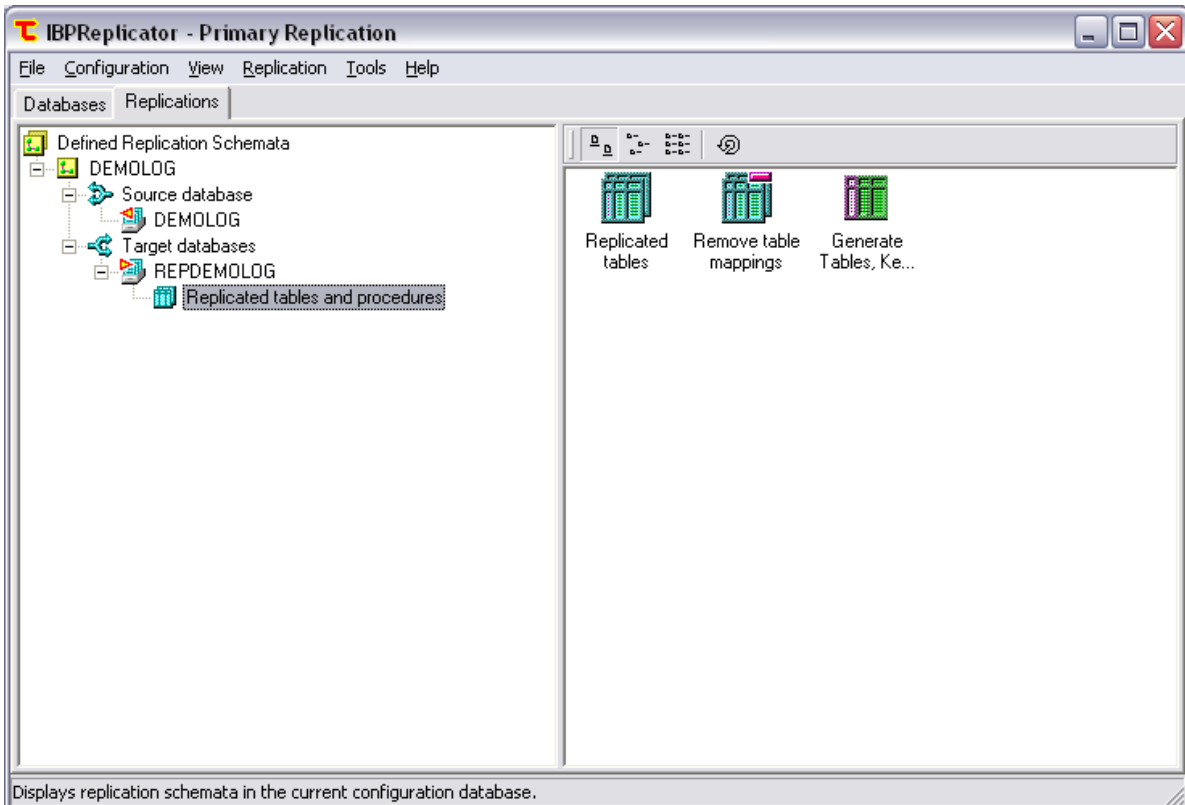 IBPReplicator - Primary Replication
File Configuration View Replication Tools Help
Databases Replications
Defined Replication Schemata
DEMOLOG
Source database
DEMOLOG
Target databases
REPDEMOLOG
Replicated tables and procedures
Replicated tables
Remove table mappings
Generate Tables, Ke...
Displays replication schemata in the current configuration database.